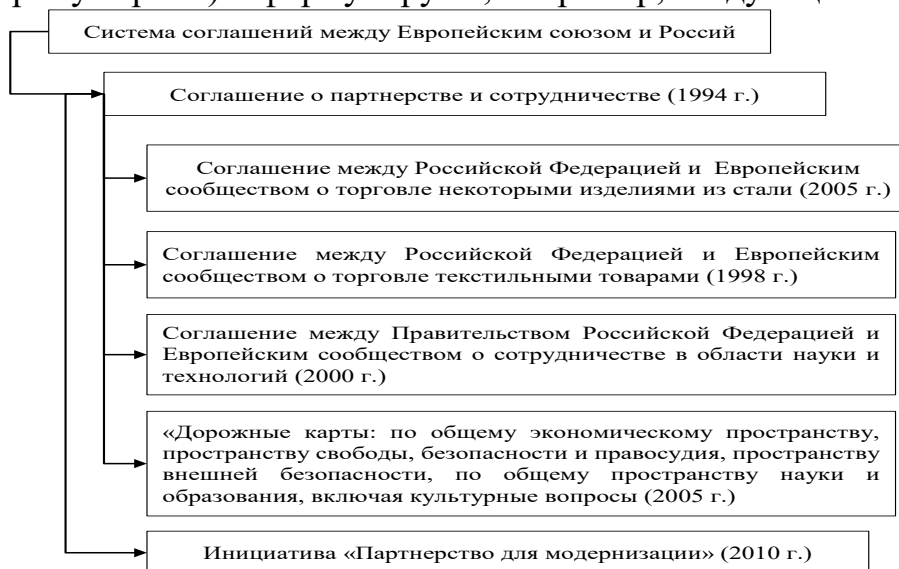 Система соглашений между Европейским союзом и Россий
Соглашение о партнерстве и сотрудничестве (1994 г.)
Соглашение между Российской Федерацией и Европейским
сообществом о торговле некоторыми изделиями из стали (2005 г.)
Соглашение между Российской Федерацией и Европейским
сообществом о торговле текстильными товарами (1998 г.)
Соглашение между Правительством Российской Федерацией и
Европейским сообществом о сотрудничестве в области науки и
технологий (2000 г.)
«Дорожные карты: по общему экономическому пространству,
пространству свободы, безопасности и правосудия, пространству
внешней безопасности, по общему пространству науки и
образования, включая культурные вопросы (2005 г.)
Инициатива «Партнерство для модернизации» (2010 г.)